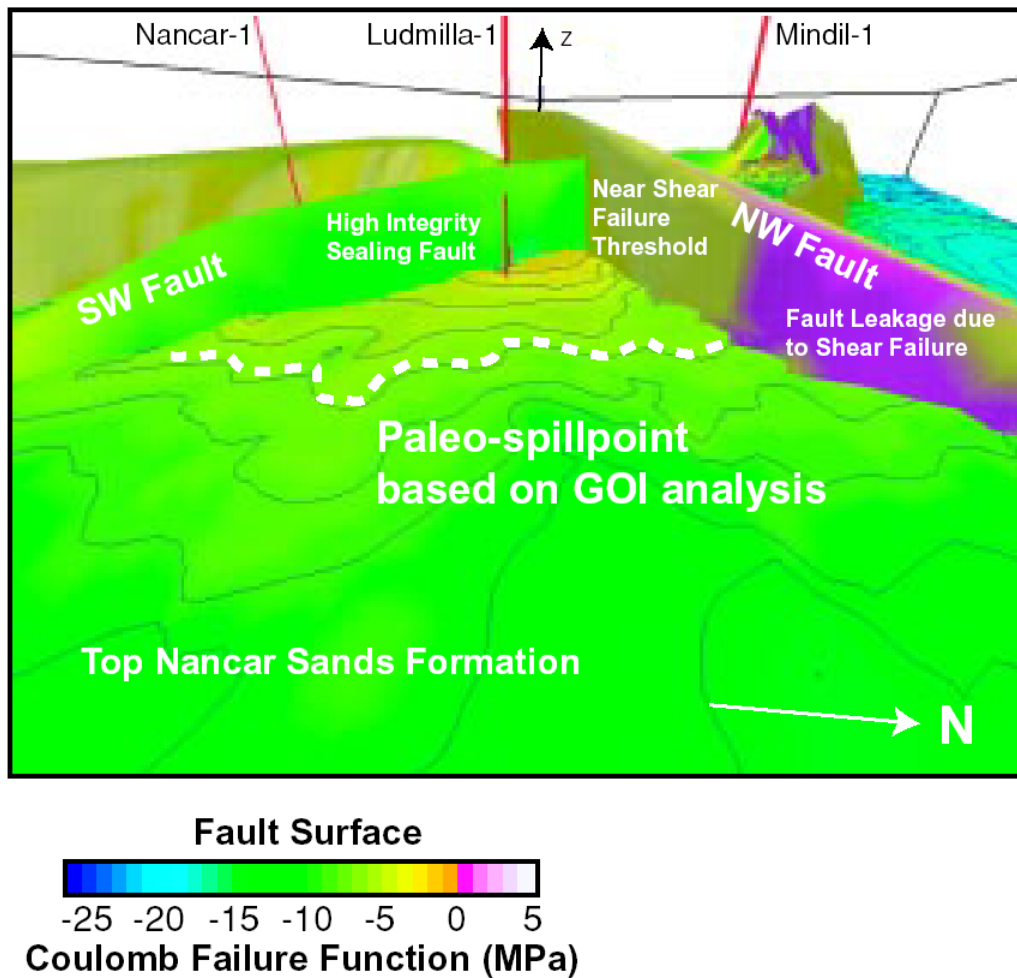 Nancar-1
Ludmilla-1
z
Mindil-1
High Integrity
Sealing Fault
Near Shear
Failure
Threshold
NW Fault
SW Fault
Fault Leakage due
to Shear Failure
Paleo-spillpoint
based on GOI analysis
Top Nancar Sands Formation
N
Fault Surface
-25 -20 -15 -10 -5 0 5
Coulomb Failure Function (MPa)